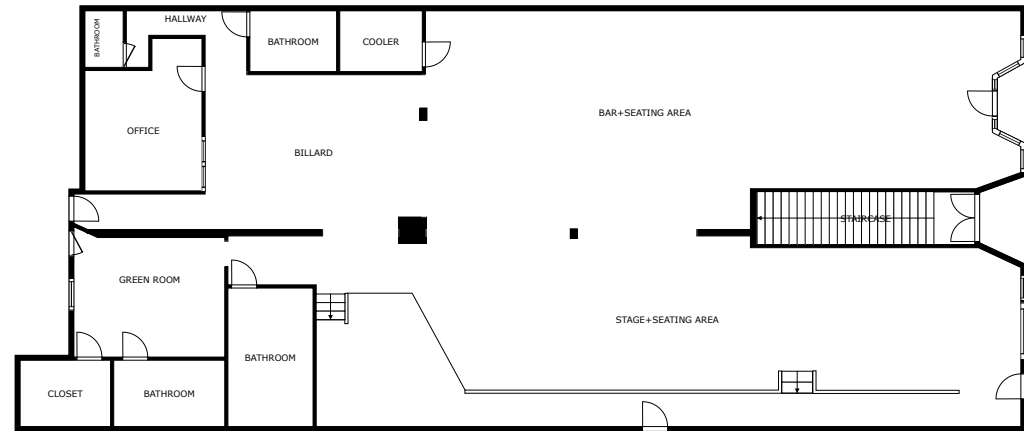 HALLWAY
BATHROOM
BATHROOM
COOLER
OFFICE
BILLARD
BAR+SEATING AREA
STAIRCASE
GREEN ROOM
STAGE+SEATING AREA
BATHROOM
CLOSET
BATHROOM